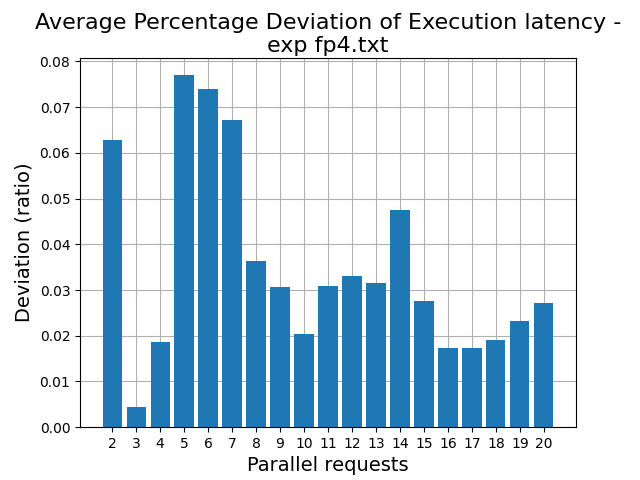 Average Percentage Deviation of Execution latency -
exp fp4.txt
0.08
0.07
0.06
0.05
0.04
0.03
0.02
0.01
0.00
Deviation (ratio)
2 3 4 5 6 7 8 9 10 11 12 13 14 15 16 17 18 19 20
Parallel requests